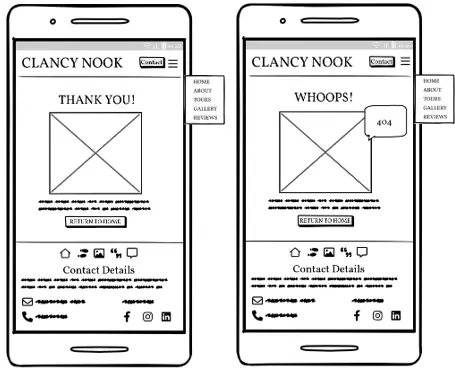 CLANCY NOOK
Contact
HOME
ABOUT
TOURS
GALLERY
REVIEWS
THANK YOU!
RETURN TO HOME
Contact Details
CLANCY NOOK
Contact
HOME
ABOUT
TOURS
GALLERY
REVIEWS
WHOOPS!
404
RETURN TO HOME
Contact Details